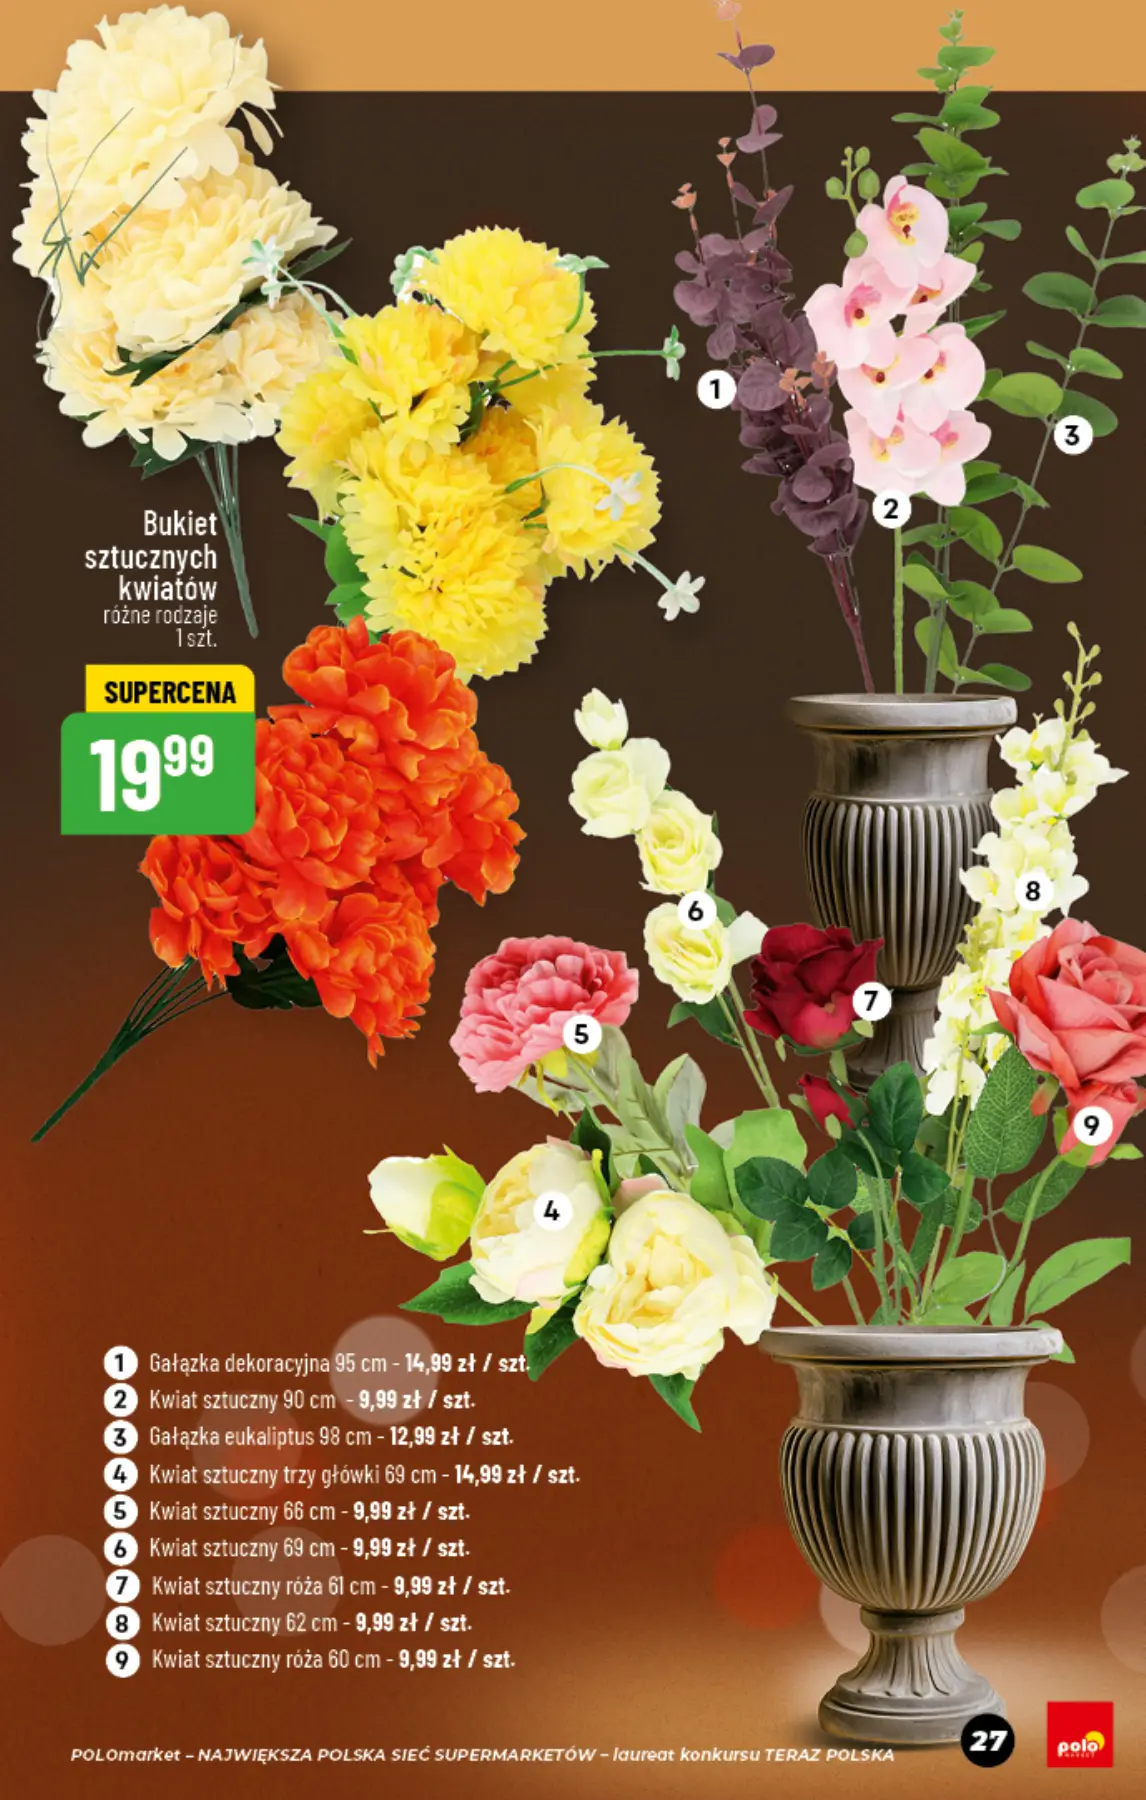 Bukiet
sztucznych
kwiatów
różne rodzaje
1 szt.
SUPERCENA
19 99
1
2
3
6
8
7
5
9
4
1 Gałązka dekoracyjna 95 cm - 14,99 zł / szt.
2 Kwiat sztuczny 90 cm - 9,99 zł / szt.
3 Gałązka eukaliptus 98 cm - 12,99 zł / szt.
4 Kwiat sztuczny trzy główki 69 cm - 14,99 zł / szt.
5 Kwiat sztuczny 66 cm - 9,99 zł / szt.
6 Kwiat sztuczny 69 cm - 9,99 zł / szt.
7 Kwiat sztuczny róża 61 cm - 9,99 zł / szt.
8 Kwiat sztuczny 62 cm - 9,99 zł / szt.
9 Kwiat sztuczny róża 60 cm - 9,99 zł / szt.
POLOmarket – NAJWIĘKSZA POLSKA SIEĆ SUPERMARKETÓW – laureat konkursu TERAZ POLSKA
27
polo
MARKET